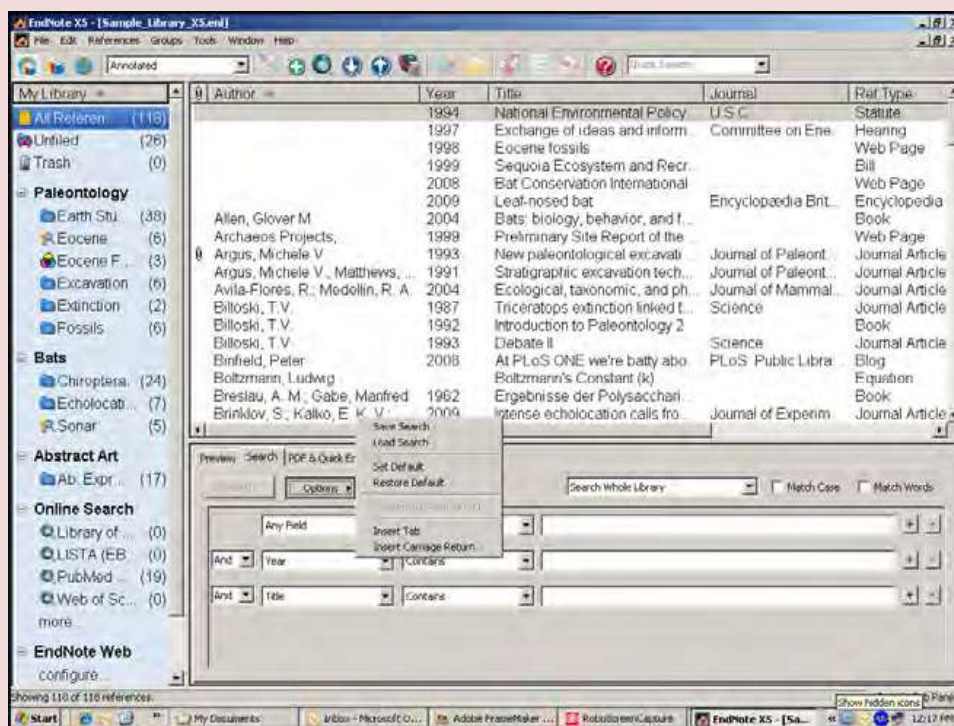 EndNote X5 - [Sample_Library_X5.enl]
File Edit References Groups Tools Window Help
Annotated
Quick Search
My Library
All Referen... (118)
Unfiled (26)
Trash (0)
Paleontology
Earth Stu... (38)
Eocene (6)
Eocene F... (3)
Excavation (6)
Extinction (2)
Fossils (6)
Bats
Chiroptera (24)
Echolocati... (7)
Sonar (5)
Abstract Art
Ab. Expr... (17)
Online Search
Library of ... (0)
LISTA (EB... (0)
PubMed ... (19)
Web of Sc... (0)
more...
EndNote Web
configure...
Author Year Title Journal Ref Type
1994 National Environmental Policy U.S.C. Statute
1997 Exchange of ideas and inform... Committee on Ene... Hearing
1998 Eocene fossils Web Page
1999 Sequoia Ecosystem and Recr... Bill
2008 Bat Conservation International Web Page
2009 Leaf-nosed bat Encyclopædia Brit... Encyclopedia
Allen, Glover M. 2004 Bats: biology, behavior, and f... Book
Archaeos Projects, 1999 Preliminary Site Report of the ... Web Page
Argus, Michele V. 1993 New paleontological excavati... Journal of Paleont... Journal Article
Argus, Michele V., Matthews, ... 1991 Stratigraphic excavation tech... Journal of Paleont... Journal Article
Avila-Flores, R.; Medellin, R. A. 2004 Ecological, taxonomic, and ph... Journal of Mammal... Journal Article
Billoski, T.V. 1987 Triceratops extinction linked t... Science Journal Article
Billoski, T.V. 1992 Introduction to Paleontology 2 Book
Billoski, T.V. 1993 Debate II Science Journal Article
Binfield, Peter 2008 At PLoS ONE we're batty abo... PLoS Public Libra... Blog
Boltzmann, Ludwig Boltzmann's Constant (k) Equation
Breslau, A. M.; Gabe, Manfred 1962 Ergebnisse der Polysacchari... Book
Brinkløv, S.; Kalko, E. K. V.; 2009 Intense echolocation calls fro... Journal of Experim... Journal Article
Preview Search PDF & Quick
Options
Search Whole Library
Match Case
Match Words
Save Search
Load Search
Set Default
Restore Default
Insert Tab
Insert Carriage Return
Any Field
And Year Contains
And Title Contains
Showing 118 of 118 references.
Show hidden icons
Start
My Documents
Inbox - Microsoft O...
Adobe FrameMaker ...
RoboScreenCapture
EndNote X5 - [Sa...
12:17 PM